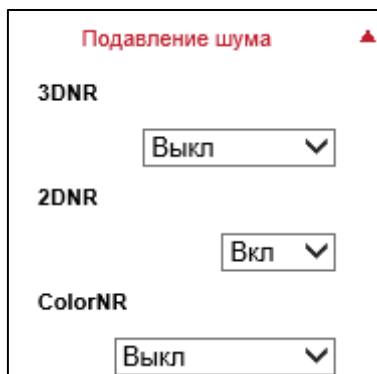 Подавление шума
3DNR
Выкл
2DNR
Вкл
ColorNR
Выкл